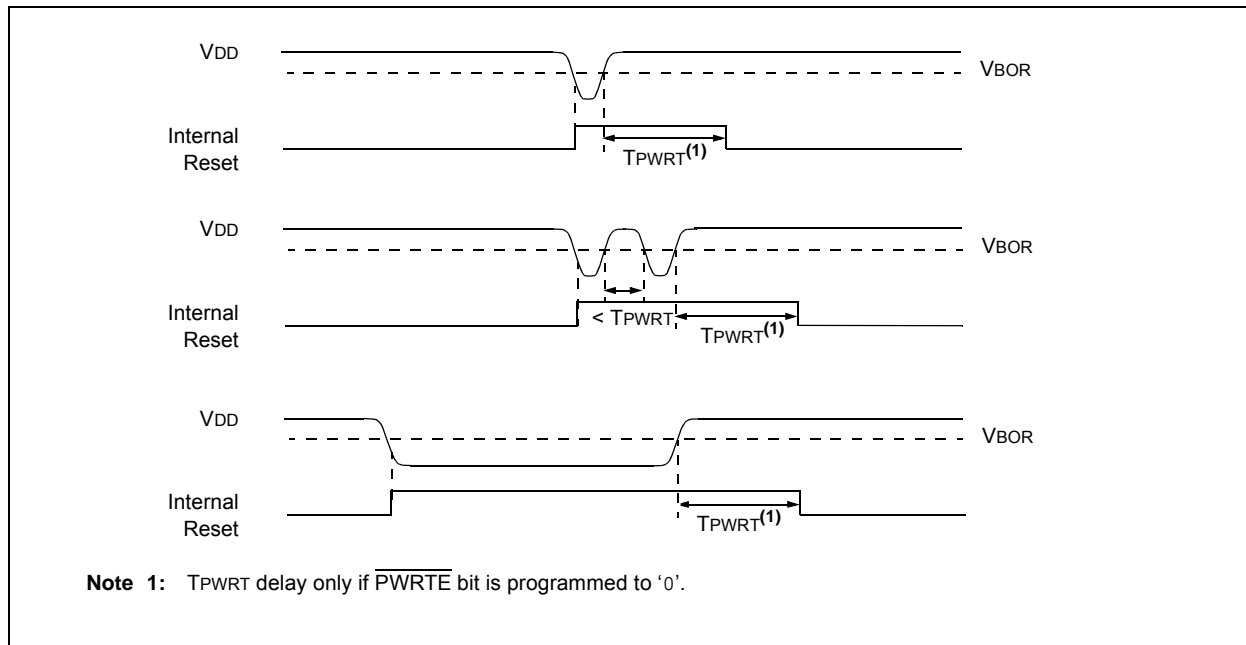 VDD
VBOR
Internal
Reset
TPWRT(1)
VDD
VBOR
Internal
Reset
< TPWRT
TPWRT(1)
VDD
VBOR
Internal
Reset
TPWRT(1)
Note 1: TPWRT delay only if PWRTE bit is programmed to ‘0’.